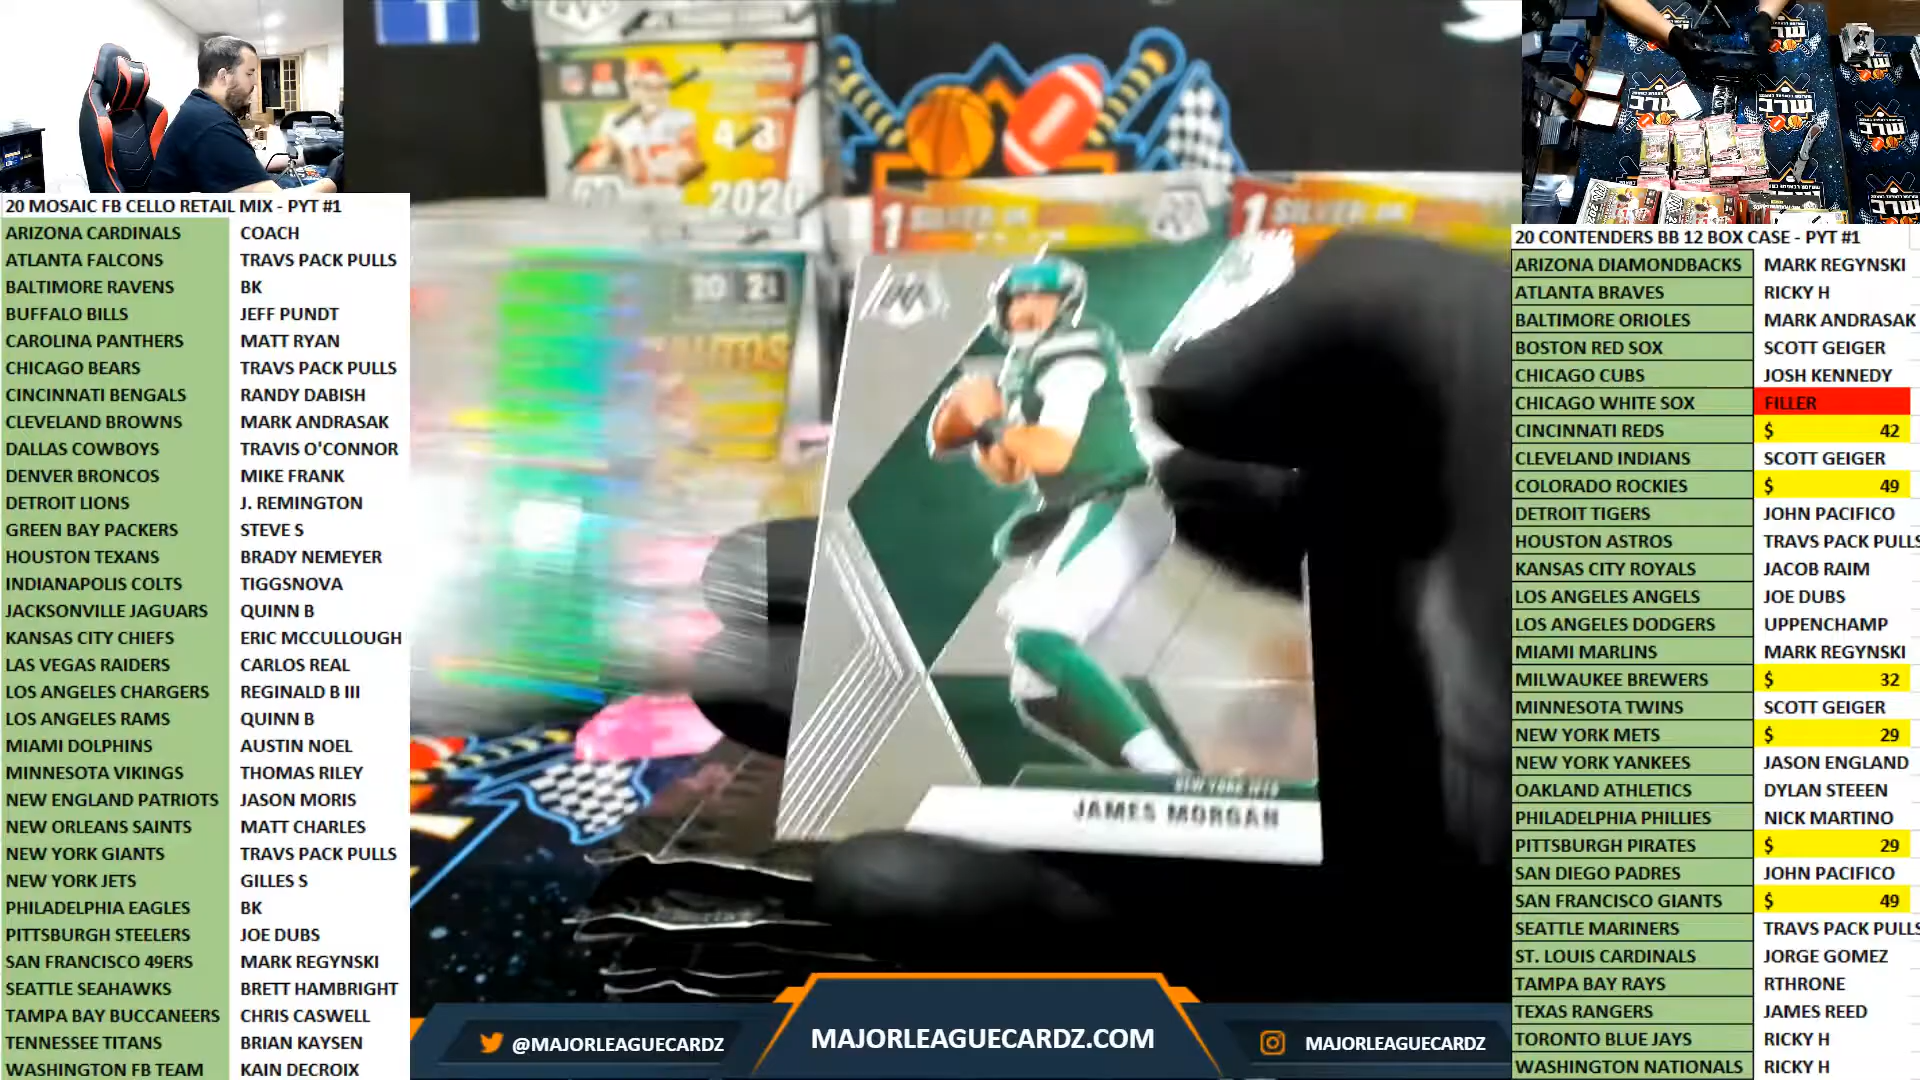 20 MOSAIC FB CELLO RETAIL MIX - PYT #1
ARIZONA CARDINALS COACH
ATLANTA FALCONS TRAVS PACK PULLS
BALTIMORE RAVENS BK
BUFFALO BILLS JEFF PUNDT
CAROLINA PANTHERS MATT RYAN
CHICAGO BEARS TRAVS PACK PULLS
CINCINNATI BENGALS RANDY DABISH
CLEVELAND BROWNS MARK ANDRASAK
DALLAS COWBOYS TRAVIS O'CONNOR
DENVER BRONCOS MIKE FRANK
DETROIT LIONS J. REMINGTON
GREEN BAY PACKERS STEVE S
HOUSTON TEXANS BRADY NEMEYER
INDIANAPOLIS COLTS TIGGSNOVA
JACKSONVILLE JAGUARS QUINN B
KANSAS CITY CHIEFS ERIC MCCULLOUGH
LAS VEGAS RAIDERS CARLOS REAL
LOS ANGELES CHARGERS REGINALD B III
LOS ANGELES RAMS QUINN B
MIAMI DOLPHINS AUSTIN NOEL
MINNESOTA VIKINGS THOMAS RILEY
NEW ENGLAND PATRIOTS JASON MORIS
NEW ORLEANS SAINTS MATT CHARLES
NEW YORK GIANTS TRAVS PACK PULLS
NEW YORK JETS GILLES S
PHILADELPHIA EAGLES BK
PITTSBURGH STEELERS JOE DUBS
SAN FRANCISCO 49ERS MARK REGYNSKI
SEATTLE SEAHAWKS BRETT HAMBRIGHT
TAMPA BAY BUCCANEERS CHRIS CASWELL
TENNESSEE TITANS BRIAN KAYSEN
WASHINGTON FB TEAM KAIN DECROIX
2020
1 SILVER OR
1 SILVER OR
AUTOS
NEW YORK JETS
JAMES MORGAN
@MAJORLEAGUECARDZ
MAJORLEAGUECARDZ.COM
MAJORLEAGUECARDZ
20 CONTENDERS BB 12 BOX CASE - PYT #1
ARIZONA DIAMONDBACKS MARK REGYNSKI
ATLANTA BRAVES RICKY H
BALTIMORE ORIOLES MARK ANDRASAK
BOSTON RED SOX SCOTT GEIGER
CHICAGO CUBS JOSH KENNEDY
CHICAGO WHITE SOX FILLER
CINCINNATI REDS $ 42
CLEVELAND INDIANS SCOTT GEIGER
COLORADO ROCKIES $ 49
DETROIT TIGERS JOHN PACIFICO
HOUSTON ASTROS TRAVS PACK PULLS
KANSAS CITY ROYALS JACOB RAIM
LOS ANGELES ANGELS JOE DUBS
LOS ANGELES DODGERS UPPENCHAMP
MIAMI MARLINS MARK REGYNSKI
MILWAUKEE BREWERS $ 32
MINNESOTA TWINS SCOTT GEIGER
NEW YORK METS $ 29
NEW YORK YANKEES JASON ENGLAND
OAKLAND ATHLETICS DYLAN STEEEN
PHILADELPHIA PHILLIES NICK MARTINO
PITTSBURGH PIRATES $ 29
SAN DIEGO PADRES JOHN PACIFICO
SAN FRANCISCO GIANTS $ 49
SEATTLE MARINERS TRAVS PACK PULLS
ST. LOUIS CARDINALS JORGE GOMEZ
TAMPA BAY RAYS RTHRONE
TEXAS RANGERS JAMES REED
TORONTO BLUE JAYS RICKY H
WASHINGTON NATIONALS RICKY H